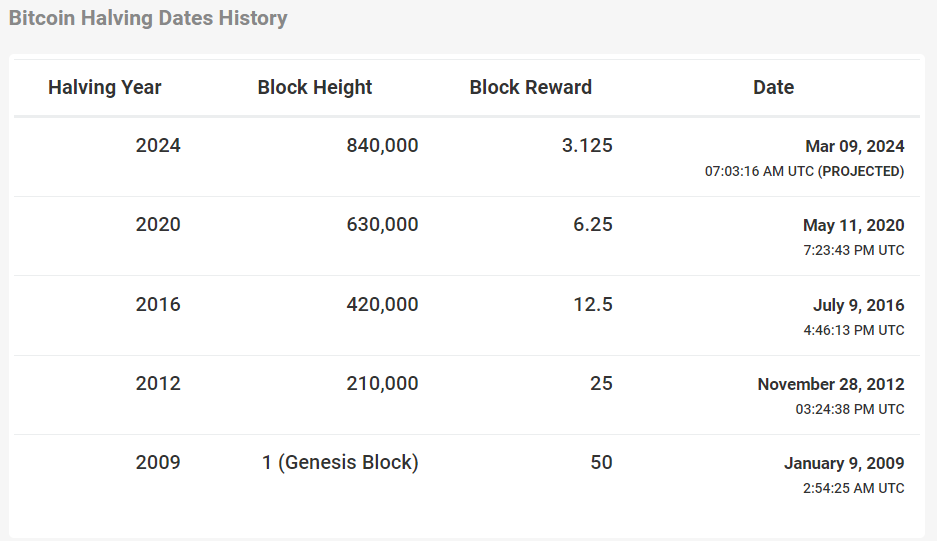 Bitcoin Halving Dates History
Halving Year Block Height Block Reward Date
2024 840,000 3.125 Mar 09, 2024
07:03:16 AM UTC (PROJECTED)
2020 630,000 6.25 May 11, 2020
7:23:43 PM UTC
2016 420,000 12.5 July 9, 2016
4:46:13 PM UTC
2012 210,000 25 November 28, 2012
03:24:38 PM UTC
2009 1 (Genesis Block) 50 January 9, 2009
2:54:25 AM UTC